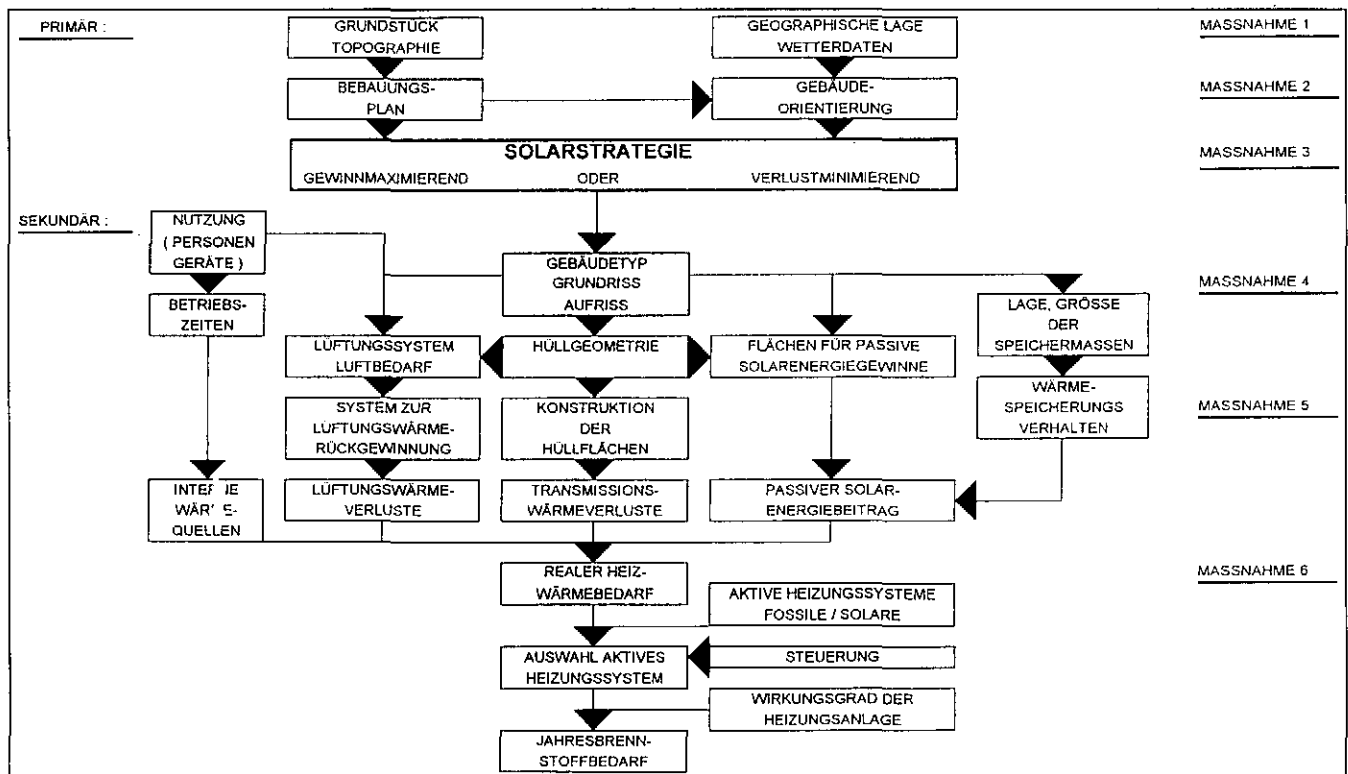 PRIMÄR :
GRUNDSTÜCK
TOPOGRAPHIE
GEOGRAPHISCHE LAGE
WETTERDATEN
MASSNAHME 1
BEBAUUNGS-
PLAN
GEBÄUDE-
ORIENTIERUNG
MASSNAHME 2
SOLARSTRATEGIE
GEWINNMAXIMIEREND ODER VERLUSTMINIMIEREND
MASSNAHME 3
SEKUNDÄR :
NUTZUNG
( PERSONEN
GERÄTE )
GEBÄUDETYP
GRUNDRISS
AUFRISS
MASSNAHME 4
BETRIEBS-
ZEITEN
LAGE, GRÖSSE
DER
SPEICHERMASSEN
LÜFTUNGSSYSTEM
LUFTBEDARF
HÜLLGEOMETRIE
FLÄCHEN FÜR PASSIVE
SOLARENERGIEGEWINNE
SYSTEM ZUR
LÜFTUNGSWÄRME-
RÜCKGEWINNUNG
KONSTRUKTION
DER
HÜLLFLÄCHEN
WÄRME-
SPEICHERUNGS
VERHALTEN
MASSNAHME 5
INTERNE
WÄRME-
QUELLEN
LÜFTUNGSWÄRME-
VERLUSTE
TRANSMISSIONS-
WÄRMEVERLUSTE
PASSIVER SOLAR-
ENERGIEBEITRAG
REALER HEIZ-
WÄRMEBEDARF
MASSNAHME 6
AKTIVE HEIZUNGSSYSTEME
FOSSILE / SOLARE
AUSWAHL AKTIVES
HEIZUNGSSYSTEM
STEUERUNG
WIRKUNGSGRAD DER
HEIZUNGSANLAGE
JAHRESBRENN-
STOFFBEDARF